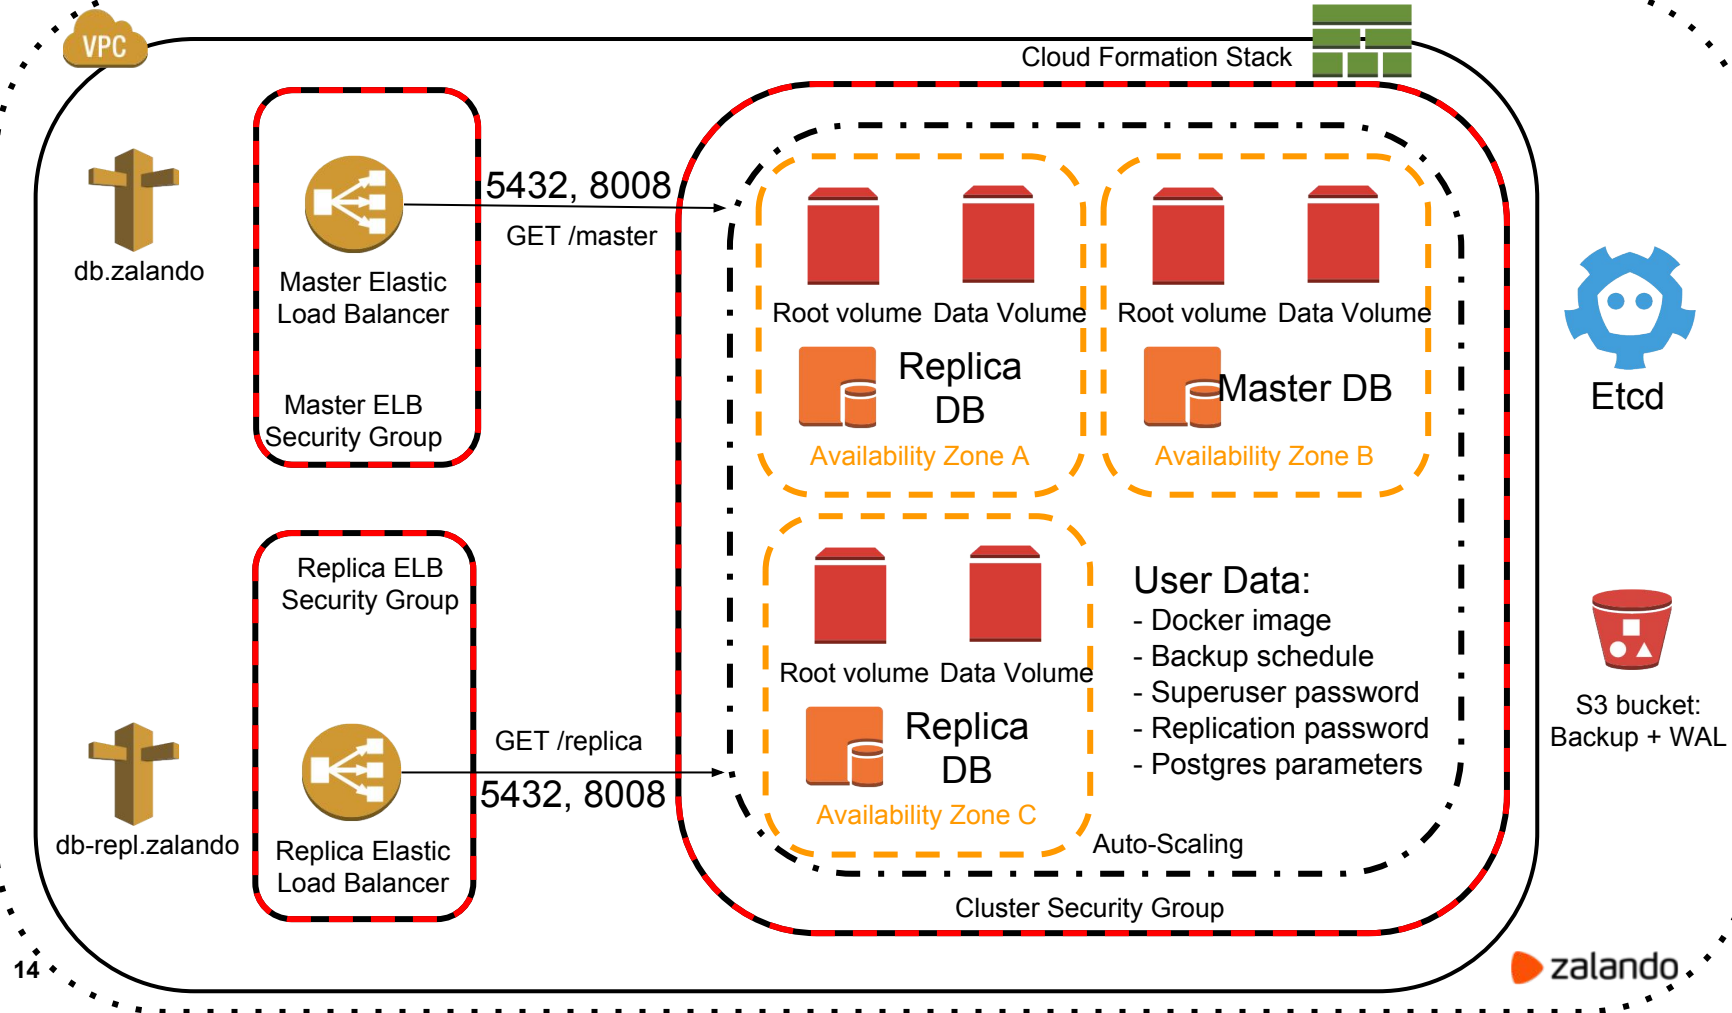 VPC
Cloud Formation Stack
db.zalando
Master Elastic
Load Balancer
Master ELB
Security Group
5432, 8008
GET /master
Root volume
Data Volume
Replica
DB
Availability Zone A
Root volume
Data Volume
Master DB
Availability Zone B
Etcd
Replica ELB
Security Group
db-repl.zalando
Replica Elastic
Load Balancer
GET /replica
5432, 8008
Root volume
Data Volume
Replica
DB
Availability Zone C
User Data:
- Docker image
- Backup schedule
- Superuser password
- Replication password
- Postgres parameters
Auto-Scaling
Cluster Security Group
S3 bucket:
Backup + WAL
14
zalando